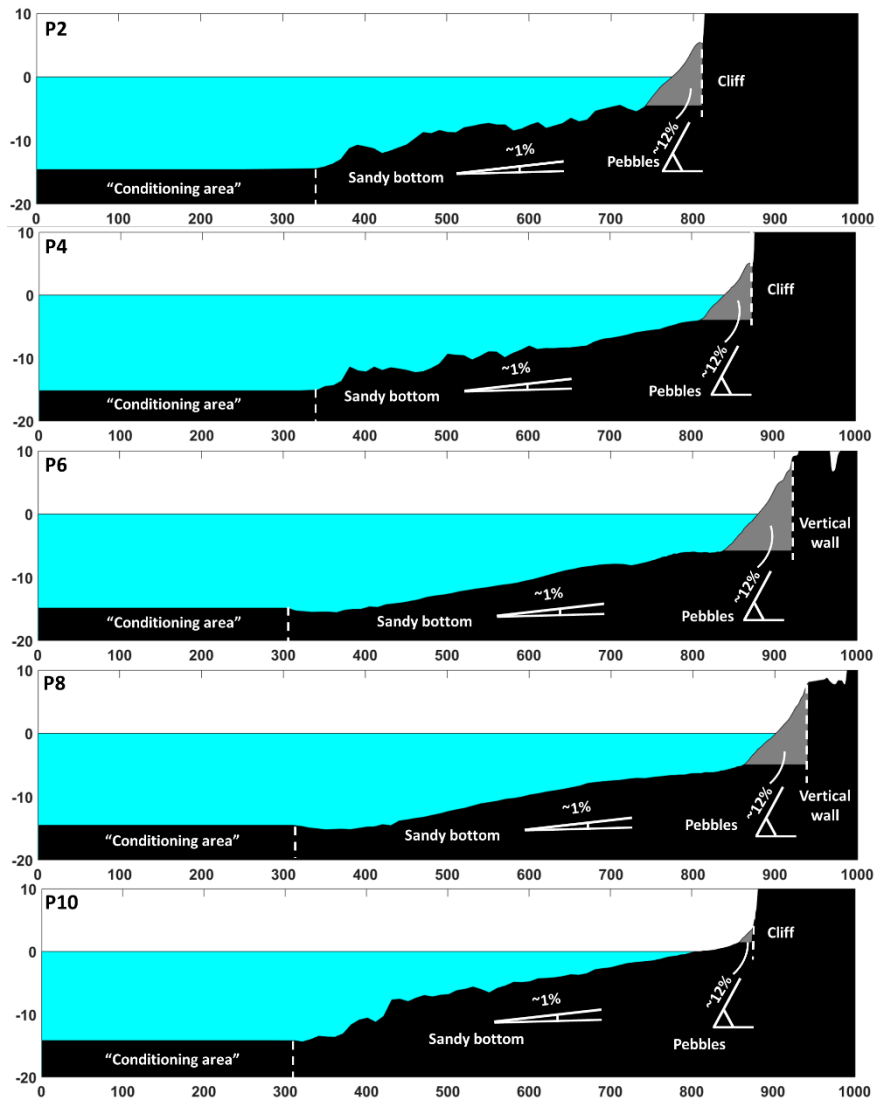 P2
10
0
-10
-20
Cliff
~1%
~12%
Pebbles
"Conditioning area"
Sandy bottom
0 100 200 300 400 500 600 700 800 900 1000
P4
10
0
-10
-20
Cliff
~1%
~12%
Pebbles
"Conditioning area"
Sandy bottom
0 100 200 300 400 500 600 700 800 900 1000
P6
10
0
-10
-20
Vertical
wall
~1%
~12%
Pebbles
"Conditioning area"
Sandy bottom
0 100 200 300 400 500 600 700 800 900 1000
P8
10
0
-10
-20
~1%
~12%
Vertical
wall
Pebbles
"Conditioning area"
Sandy bottom
0 100 200 300 400 500 600 700 800 900 1000
P10
10
0
-10
-20
Cliff
~1%
~12%
"Conditioning area"
Sandy bottom
Pebbles
0 100 200 300 400 500 600 700 800 900 1000